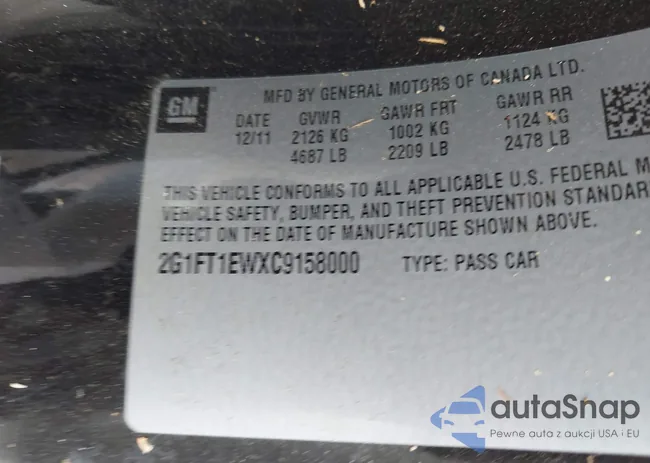 GM
MFD BY GENERAL MOTORS OF CANADA LTD.
DATE GVWR GAWR FRT GAWR RR
12/11 2126 KG 1002 KG 1124 KG
4687 LB 2209 LB 2478 LB
THIS VEHICLE CONFORMS TO ALL APPLICABLE U.S. FEDERAL M
VEHICLE SAFETY, BUMPER, AND THEFT PREVENTION STANDAR
EFFECT ON THE DATE OF MANUFACTURE SHOWN ABOVE.
2G1FT1EWXC9158000 TYPE: PASS CAR
autaSnap
Pewne auta z aukcji USA i EU